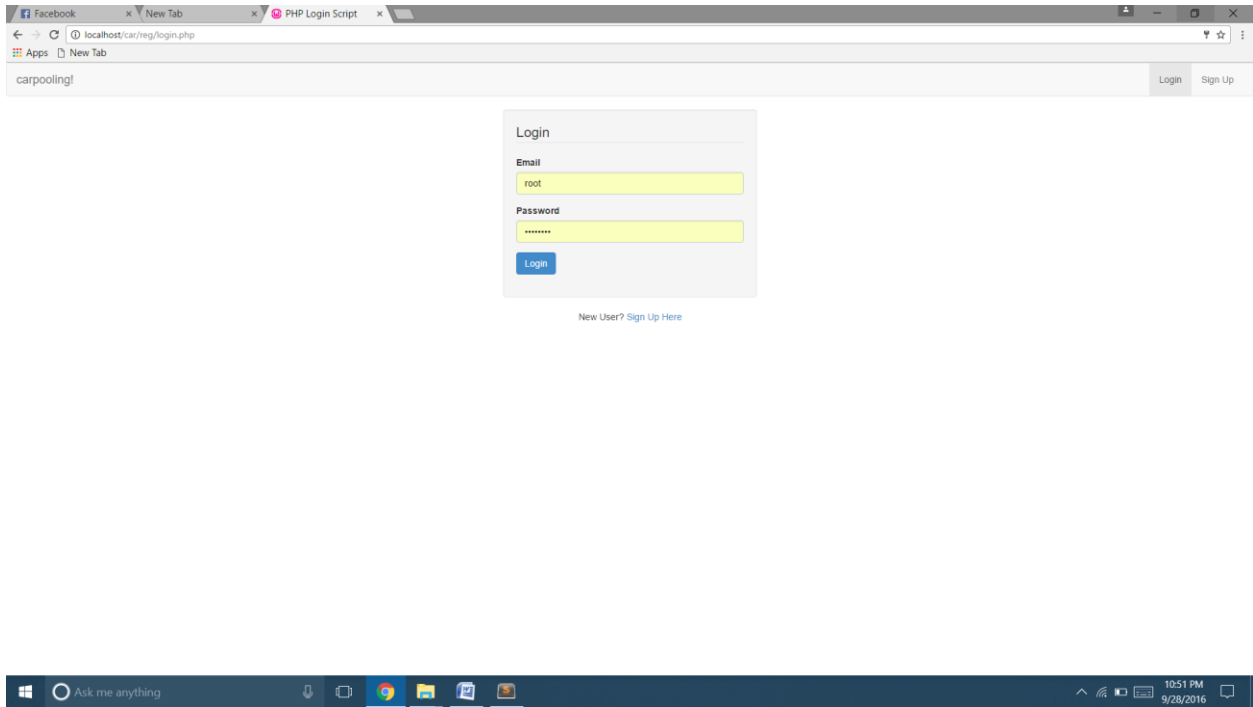 Facebook New Tab PHP Login Script
localhost/car/reg/login.php
Apps New Tab
carpooling! Login Sign Up
Login
Email
root
Password
••••••••
Login
New User? Sign Up Here
Ask me anything
10:51 PM
9/28/2016